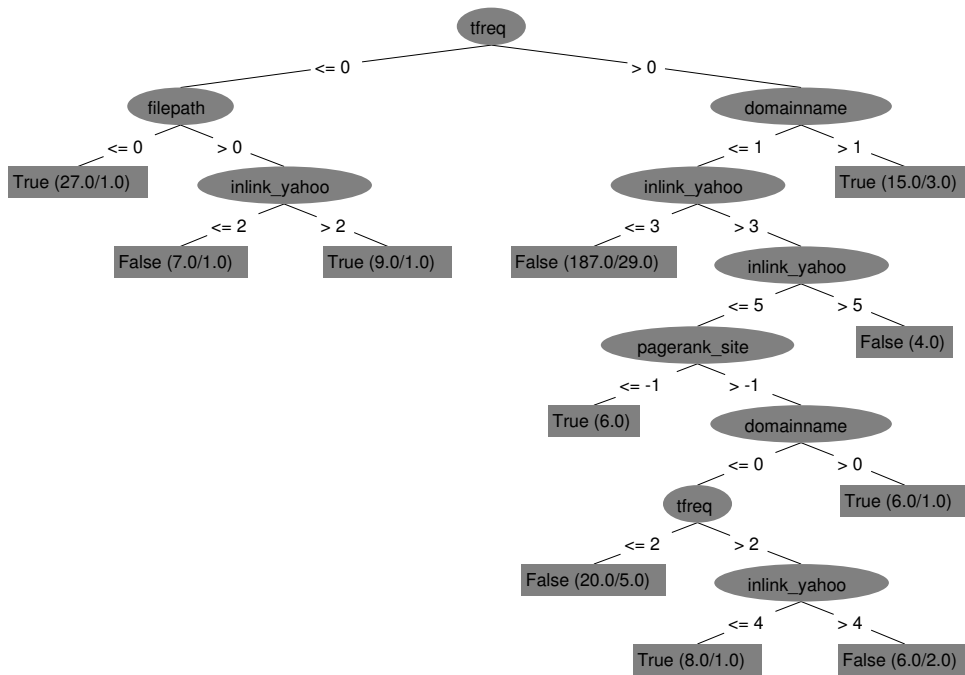 tfreq
<= 0 > 0
filepath domainname
<= 0 > 0 <= 1 > 1
True (27.0/1.0) inlink_yahoo inlink_yahoo True (15.0/3.0)
<= 2 > 2 <= 3 > 3
False (7.0/1.0) True (9.0/1.0) False (187.0/29.0) inlink_yahoo
<= 5 > 5
pagerank_site False (4.0)
<= -1 > -1
True (6.0) domainname
<= 0 > 0
tfreq True (6.0/1.0)
<= 2 > 2
False (20.0/5.0) inlink_yahoo
<= 4 > 4
True (8.0/1.0) False (6.0/2.0)